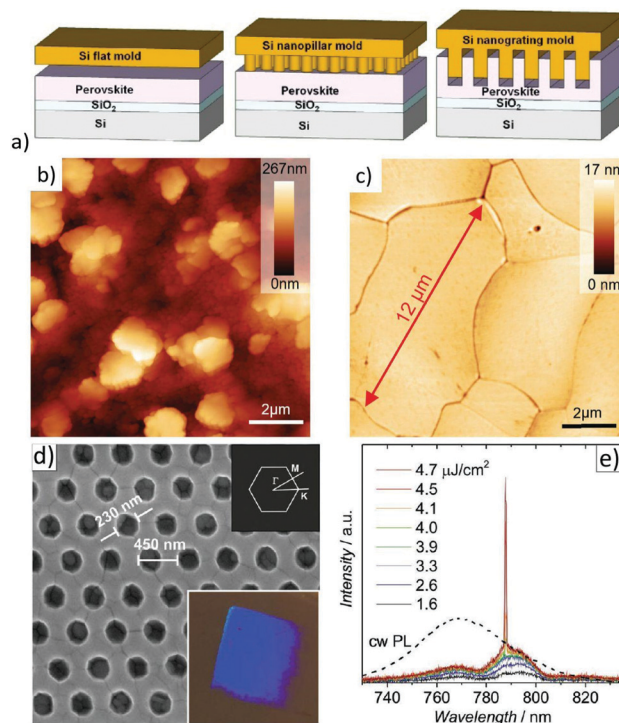 Si flat mold
Perovskite
SiO₂
Si
Si nanopillar mold
Perovskite
SiO₂
Si
Si nanograting mold
Perovskite
SiO₂
Si
a)
b)
267nm
0nm
2μm
c)
17 nm
0 nm
12 μm
2μm
d)
230 nm
450 nm
M
Γ
K
e)
4.7 μJ/cm²
4.5
4.1
4.0
3.9
3.3
2.6
1.6
cw PL
Intensity / a.u.
740 760 780 800 820
Wavelength / nm